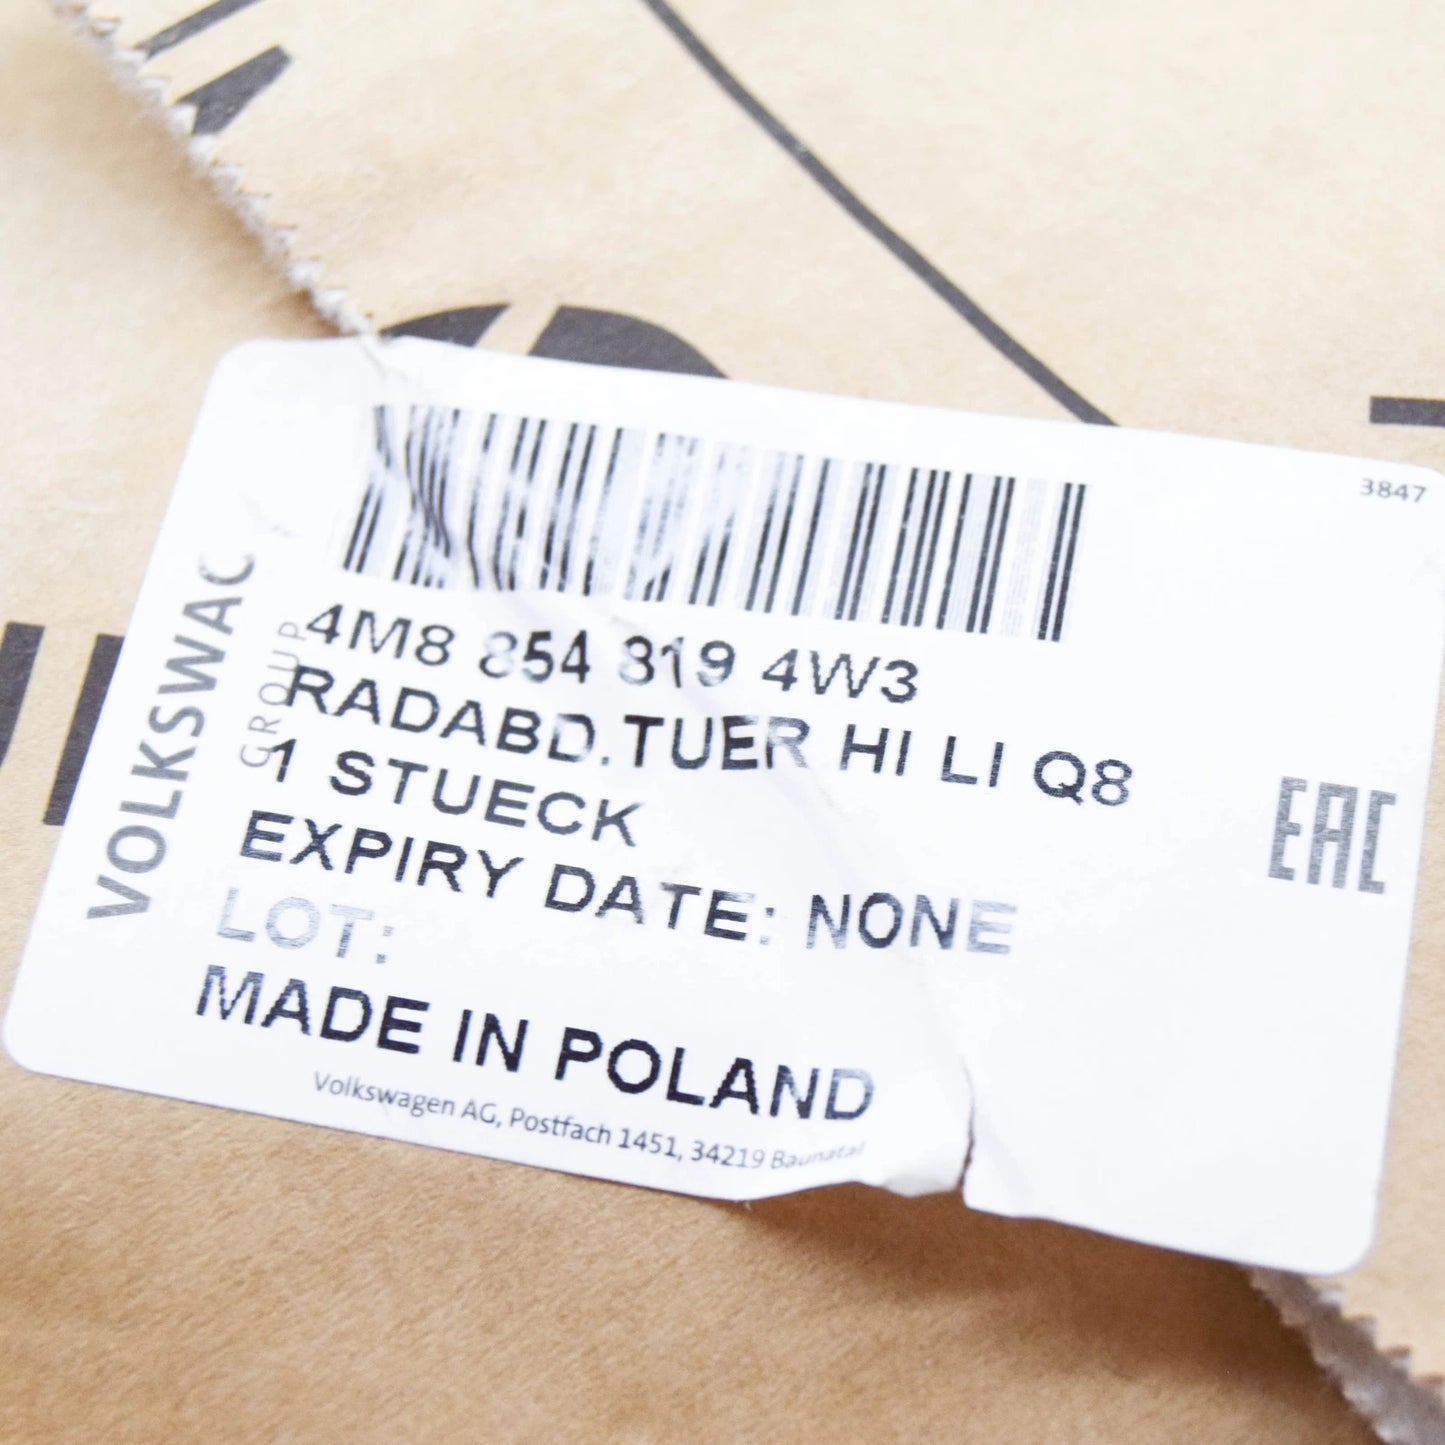 3847
VOLKSWAG
GROUP
4M8 854 819 4W3
RADABD.TUER HI LI Q8
1 STUECK
EXPIRY DATE: NONE
LOT:
MADE IN POLAND
Volkswagen AG, Postfach 1451, 34219 Baunatal
EAC